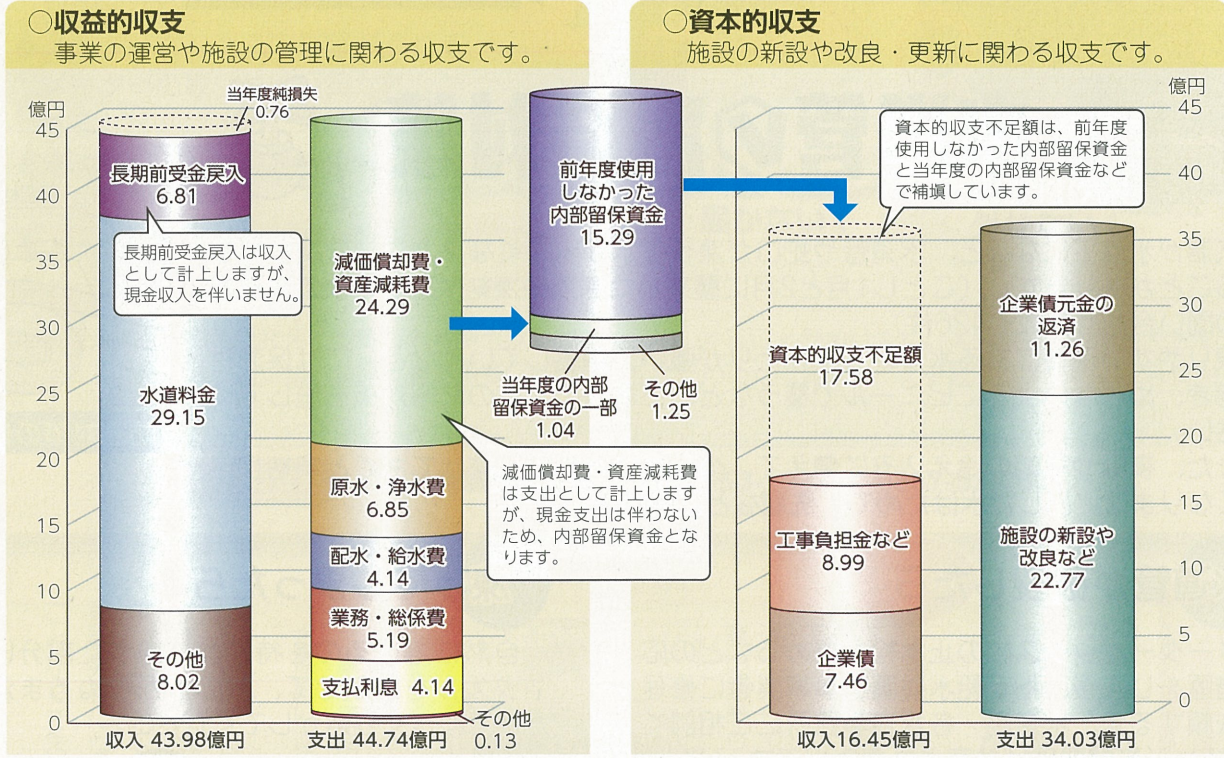 ○収益的収支
事業の運営や施設の管理に関わる収支です。
億円
45
40
35
30
25
20
15
10
5
0
当年度純損失
0.76
長期前受金戻入
6.81
長期前受金戻入は収入
として計上しますが、
現金収入を伴いません。
水道料金
29.15
その他
8.02
収入 43.98億円
減価償却費・
資産減耗費
24.29
原水・浄水費
6.85
配水・給水費
4.14
業務・総係費
5.19
支払利息 4.14
その他
0.13
支出 44.74億円
減価償却費・資産減耗費
は支出として計上します
が、現金支出は伴わない
ため、内部留保資金とな
ります。
前年度使用
しなかった
内部留保資金
15.29
当年度の内部
留保資金の一部
1.04
その他
1.25
○資本的収支
施設の新設や改良・更新に関わる収支です。
億円
45
40
35
30
25
20
15
10
5
0
資本的収支不足額は、前年度
使用しなかった内部留保資金
と当年度の内部留保資金など
で補填しています。
資本的収支不足額
17.58
工事負担金など
8.99
企業債
7.46
収入16.45億円
企業債元金の
返済
11.26
施設の新設や
改良など
22.77
支出 34.03億円